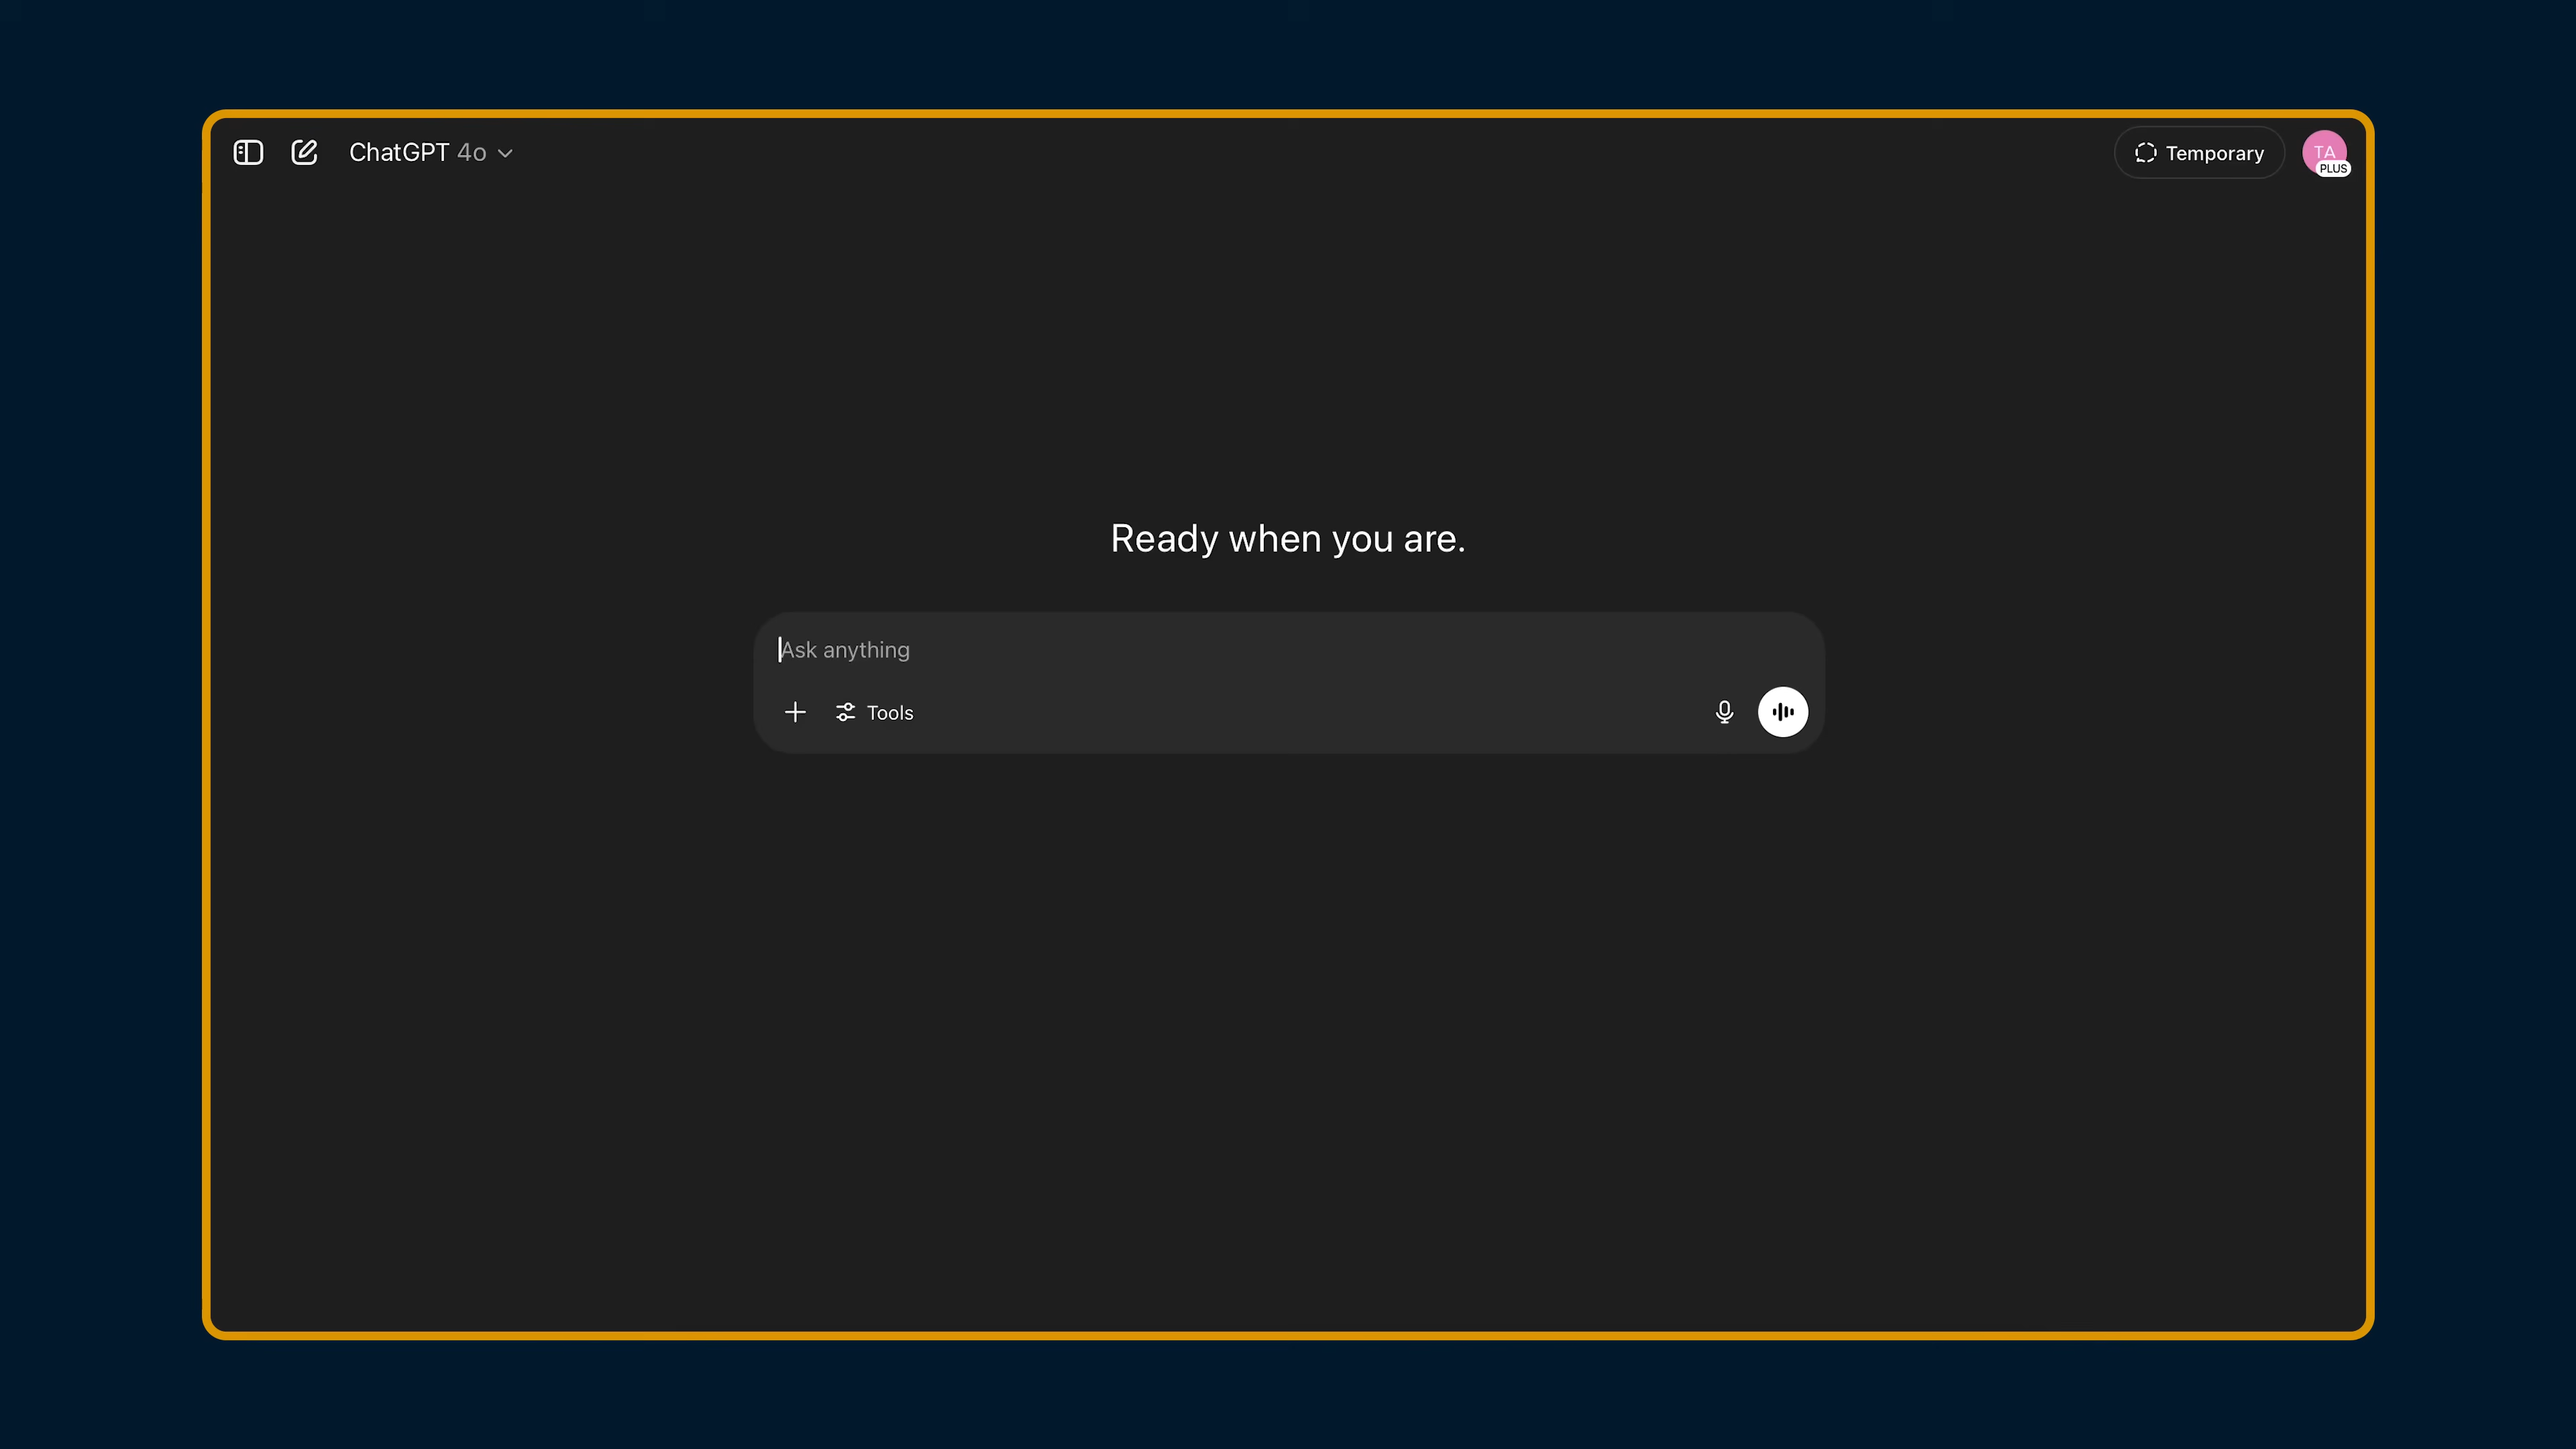 ChatGPT 4o
Temporary
TA
PLUS
Ready when you are.
Ask anything
Tools